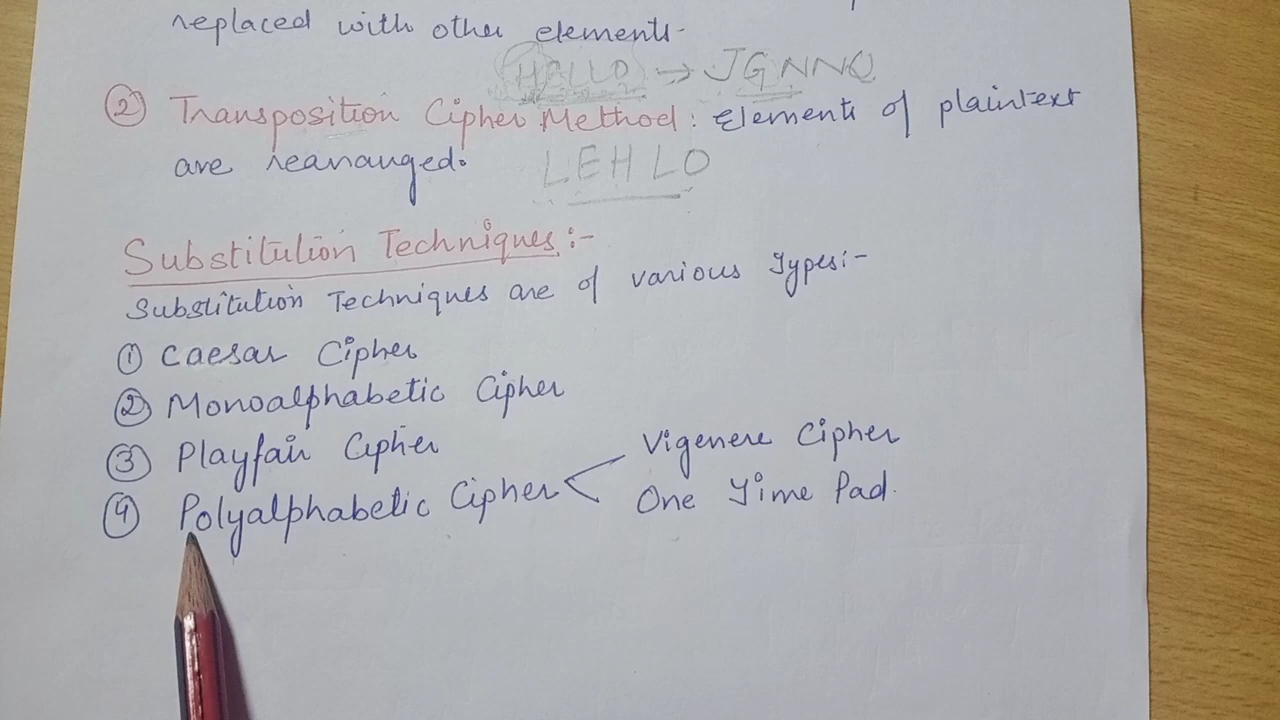 replaced with other elements.
HELLO → JGNNQ
② Transposition Cipher Method: Elements of plaintext
are rearranged.
LEHLO
Substitution Techniques:-
Substitution Techniques are of various Types:-
① Caesar Cipher
② Monoalphabetic Cipher
③ Playfair Cipher
④ Polyalphabetic Cipher
Vigenere Cipher
One Time Pad.